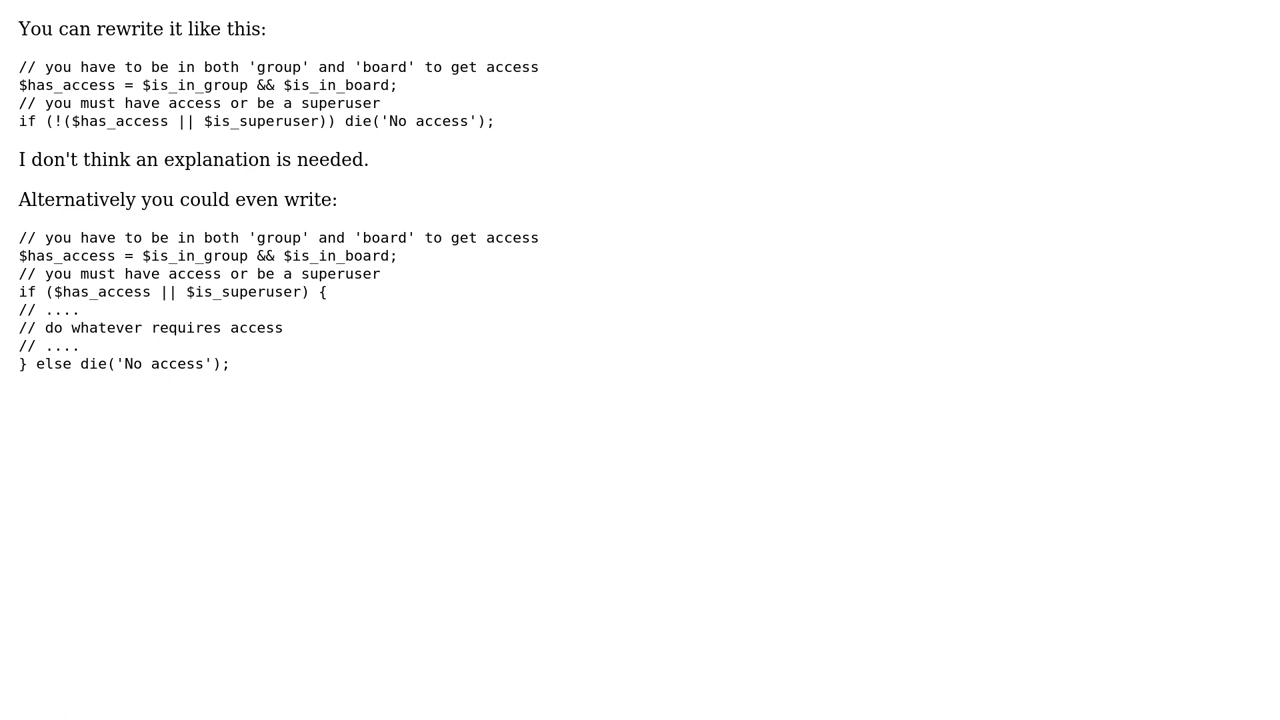 You can rewrite it like this:
// you have to be in both 'group' and 'board' to get access
$has_access = $is_in_group && $is_in_board;
// you must have access or be a superuser
if (!($has_access || $is_superuser)) die('No access');
I don't think an explanation is needed.
Alternatively you could even write:
// you have to be in both 'group' and 'board' to get access
$has_access = $is_in_group && $is_in_board;
// you must have access or be a superuser
if ($has_access || $is_superuser) {
// ....
// do whatever requires access
// ....
} else die('No access');